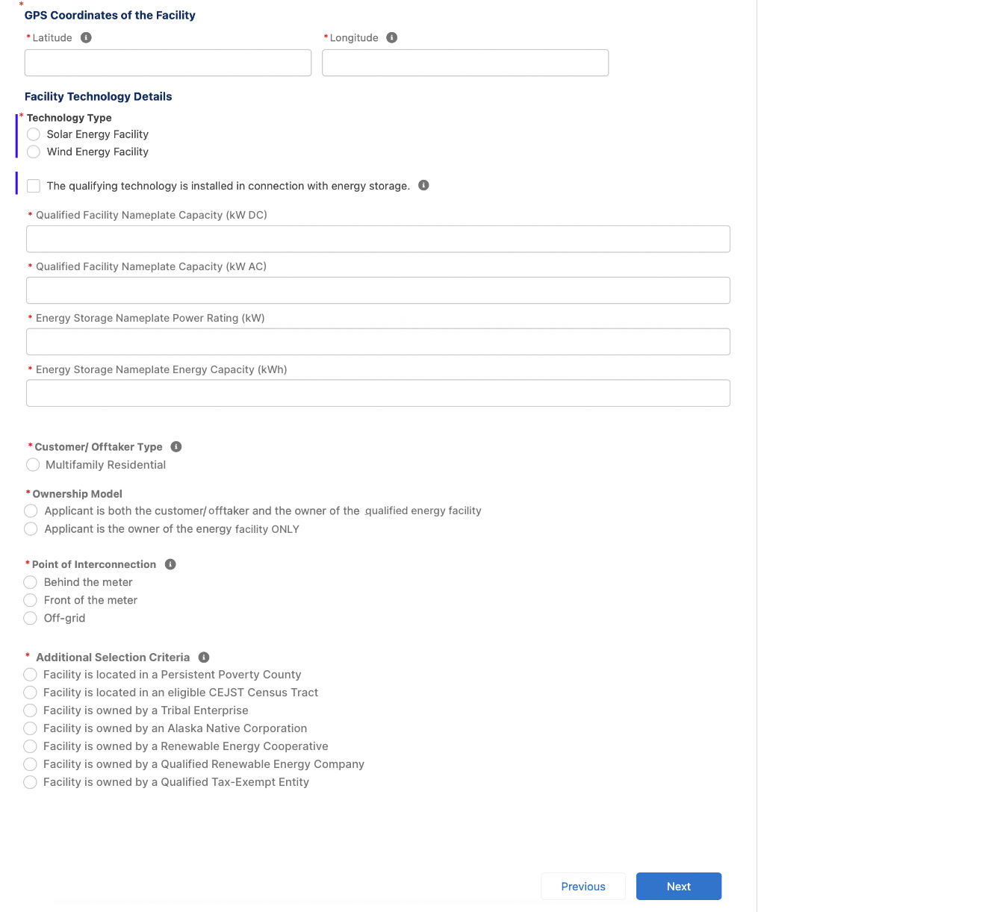 *
GPS Coordinates of the Facility
* Latitude
* Longitude
Facility Technology Details
* Technology Type
Solar Energy Facility
Wind Energy Facility
The qualifying technology is installed in connection with energy storage.
* Qualified Facility Nameplate Capacity (kW DC)
* Qualified Facility Nameplate Capacity (kW AC)
* Energy Storage Nameplate Power Rating (kW)
* Energy Storage Nameplate Energy Capacity (kWh)
* Customer/ Offtaker Type
Multifamily Residential
* Ownership Model
Applicant is both the customer/ offtaker and the owner of the qualified energy facility
Applicant is the owner of the energy facility ONLY
* Point of Interconnection
Behind the meter
Front of the meter
Off-grid
* Additional Selection Criteria
Facility is located in a Persistent Poverty County
Facility is located in an eligible CEJST Census Tract
Facility is owned by a Tribal Enterprise
Facility is owned by an Alaska Native Corporation
Facility is owned by a Renewable Energy Cooperative
Facility is owned by a Qualified Renewable Energy Company
Facility is owned by a Qualified Tax-Exempt Entity
Previous
Next